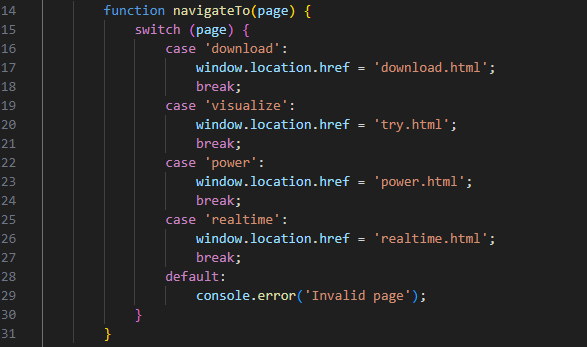 14 function navigateTo(page) {
15 switch (page) {
16 case 'download':
17 window.location.href = 'download.html';
18 break;
19 case 'visualize':
20 window.location.href = 'try.html';
21 break;
22 case 'power':
23 window.location.href = 'power.html';
24 break;
25 case 'realtime':
26 window.location.href = 'realtime.html';
27 break;
28 default:
29 console.error('Invalid page');
30 }
31 }